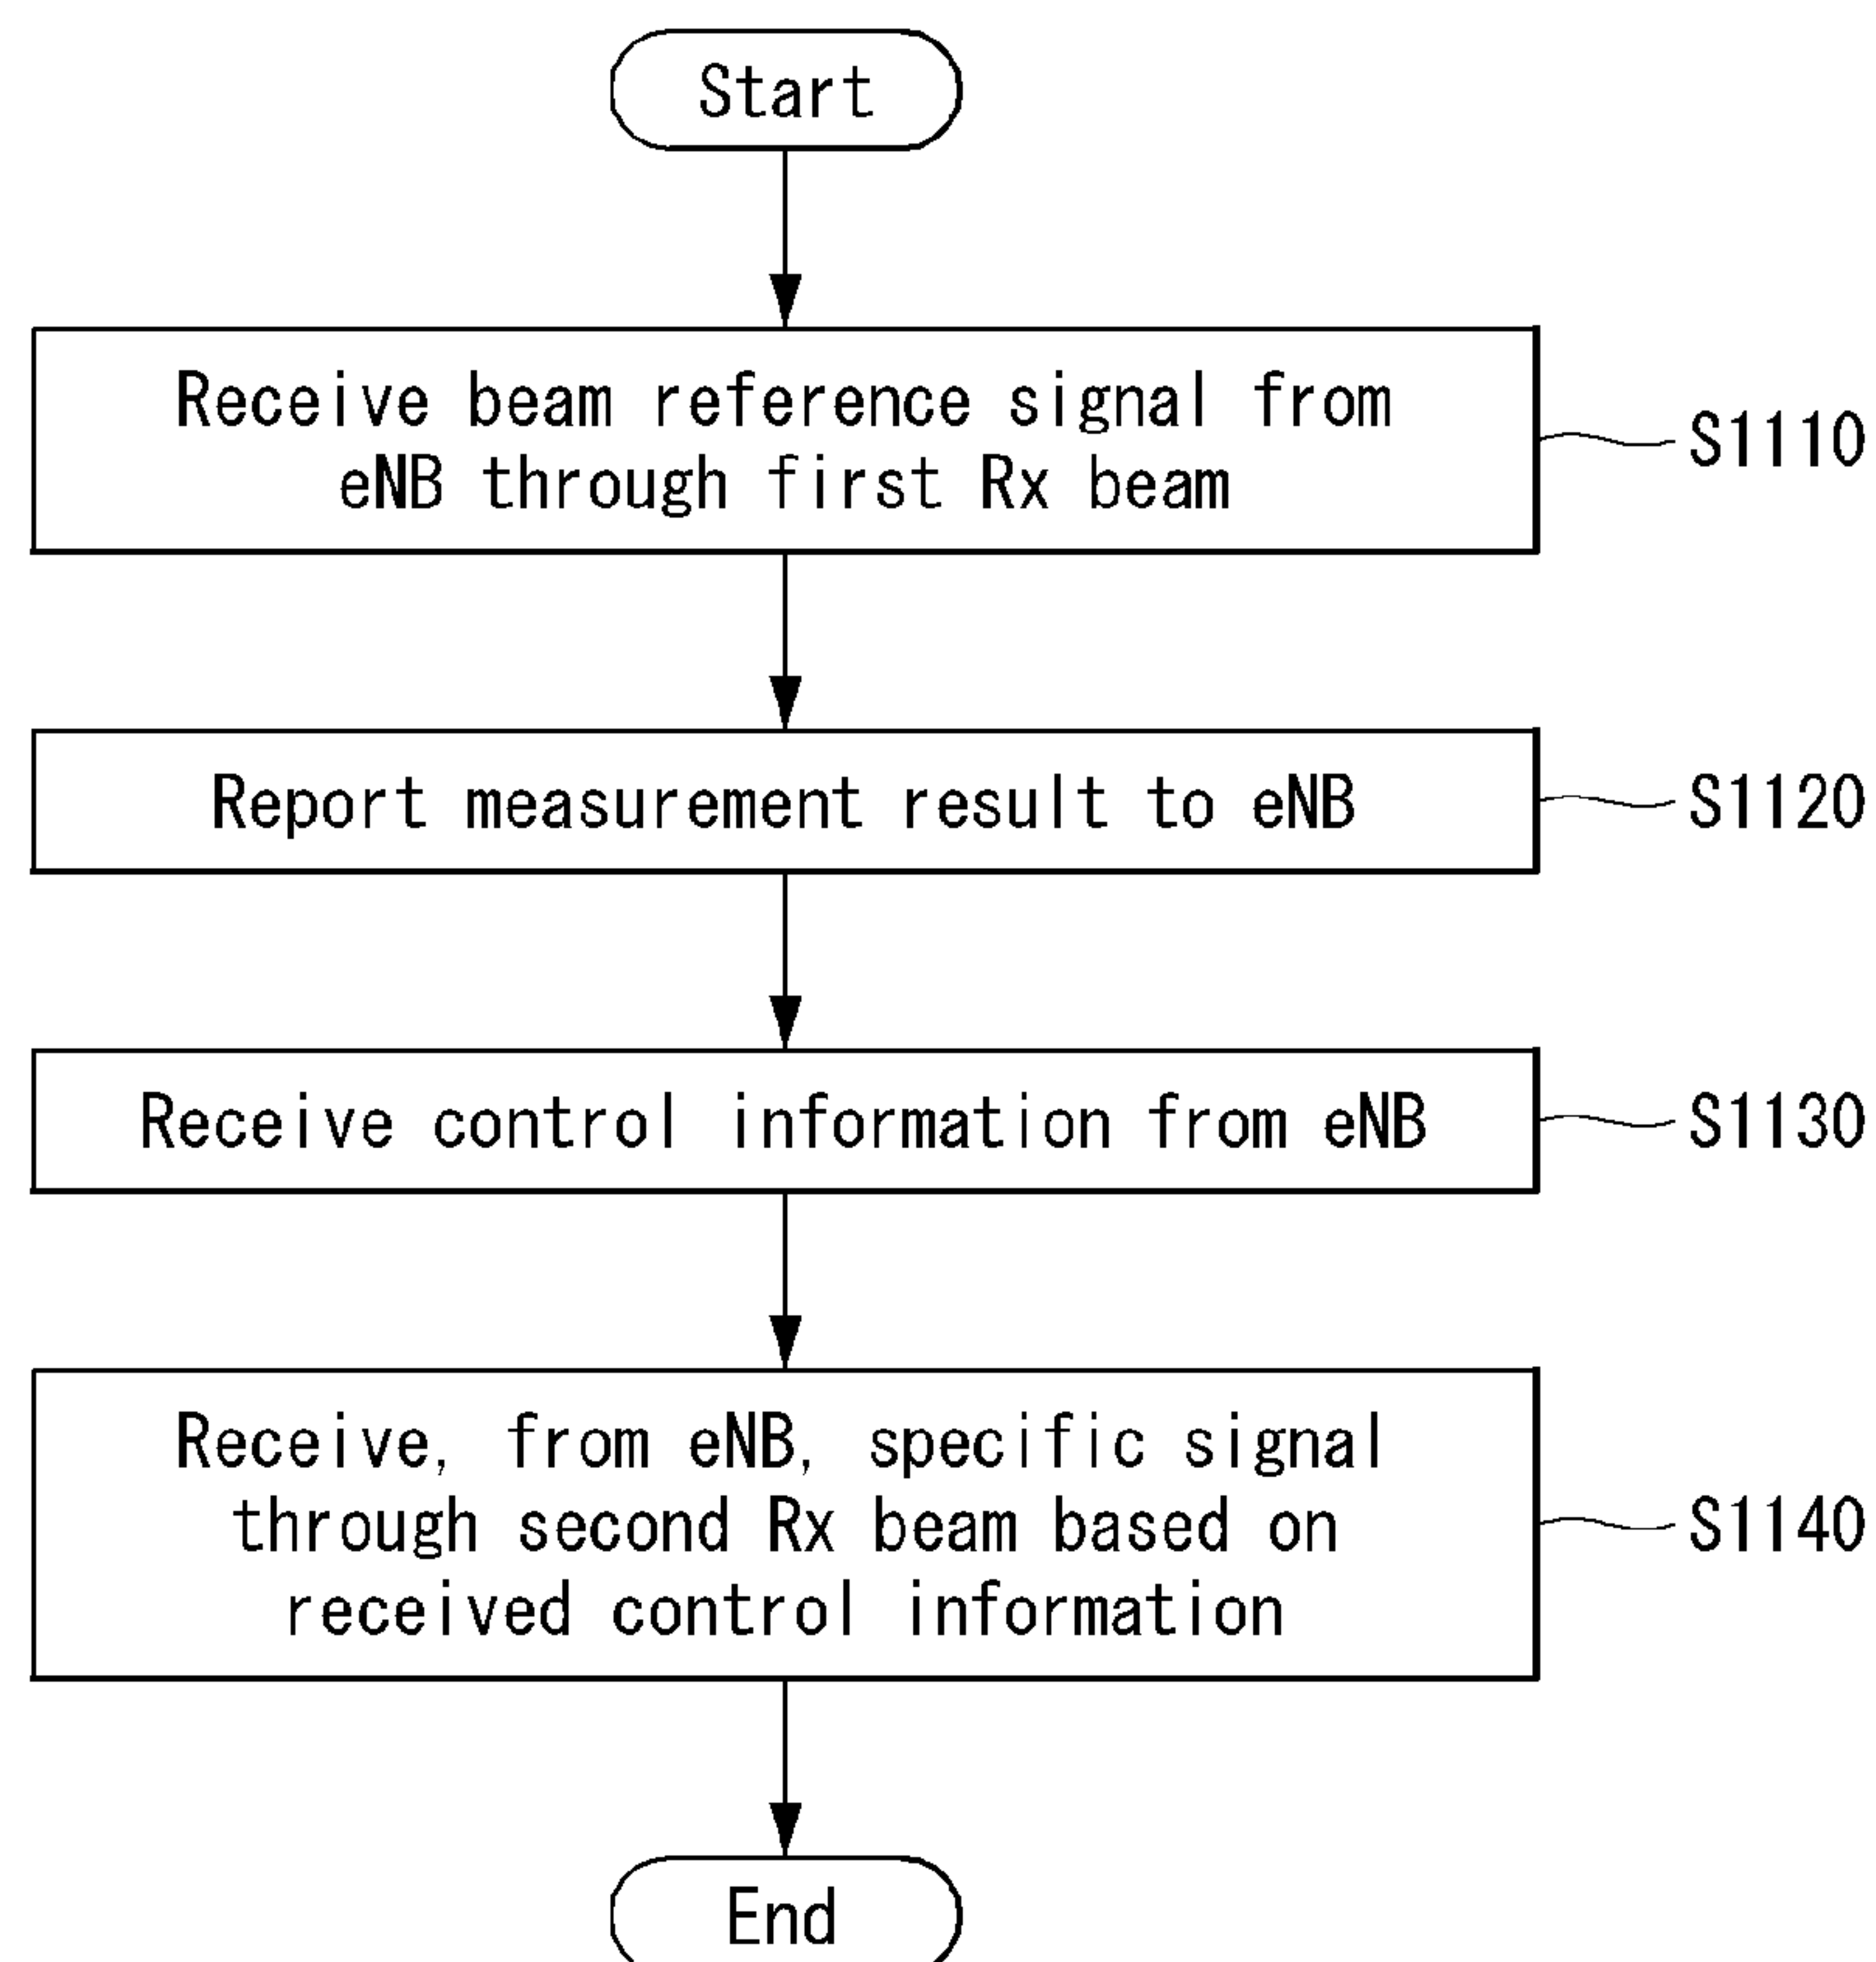 Start
Receive beam reference signal from
eNB through first Rx beam
S1110
Report measurement result to eNB
S1120
Receive control information from eNB
S1130
Receive, from eNB, specific signal
through second Rx beam based on
received control information
S1140
End